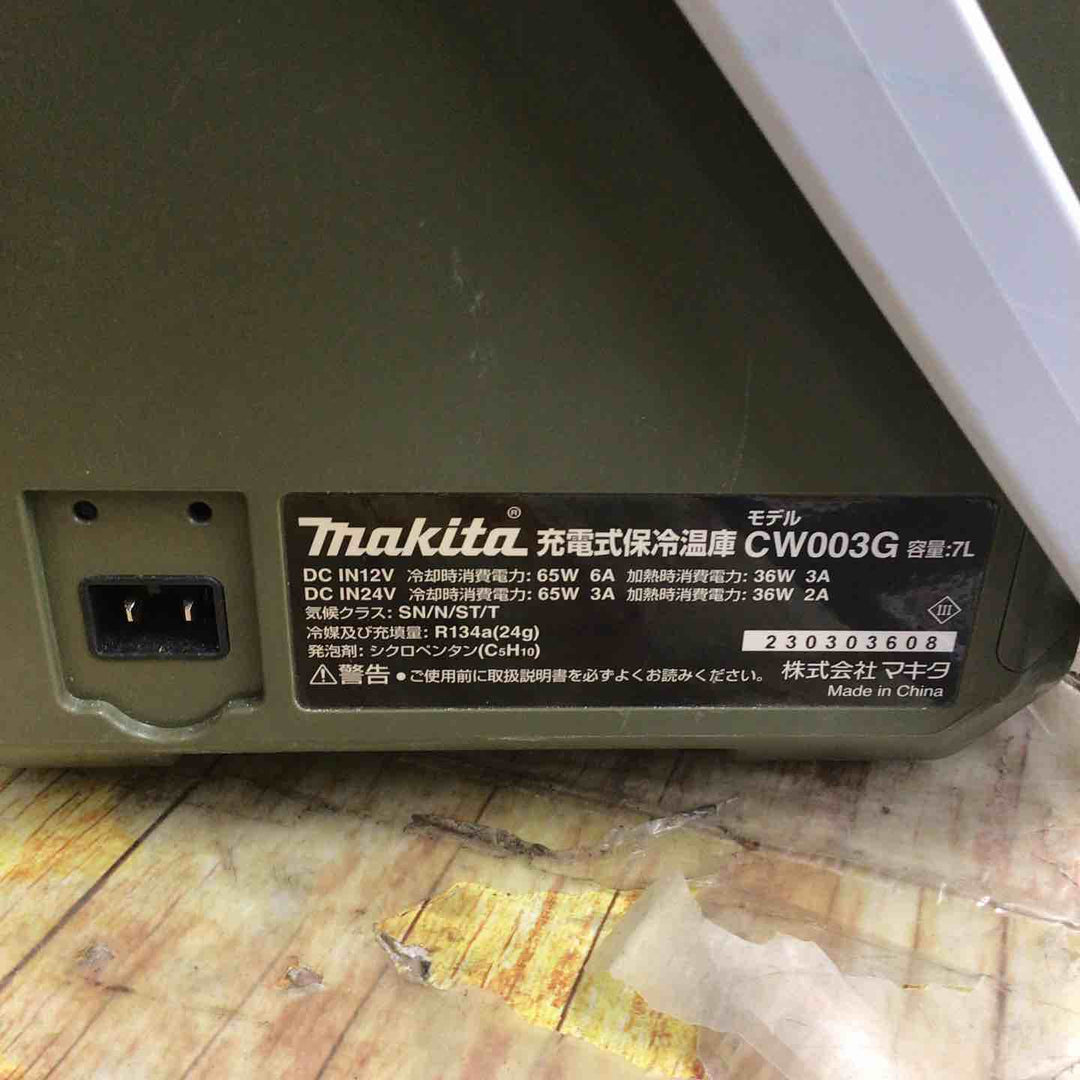 makita® 充電式保冷温庫 モデル CW003G 容量:7L
DC IN12V 冷却時消費電力: 65W 6A 加熱時消費電力: 36W 3A
DC IN24V 冷却時消費電力: 65W 3A 加熱時消費電力: 36W 2A
気候クラス: SN/N/ST/T
冷媒及び充填量: R134a(24g)
発泡剤: シクロペンタン(C5H10)
III
230303608
警告 ●ご使用前に取扱説明書を必ずよくお読みください。
株式会社 マキタ
Made in China